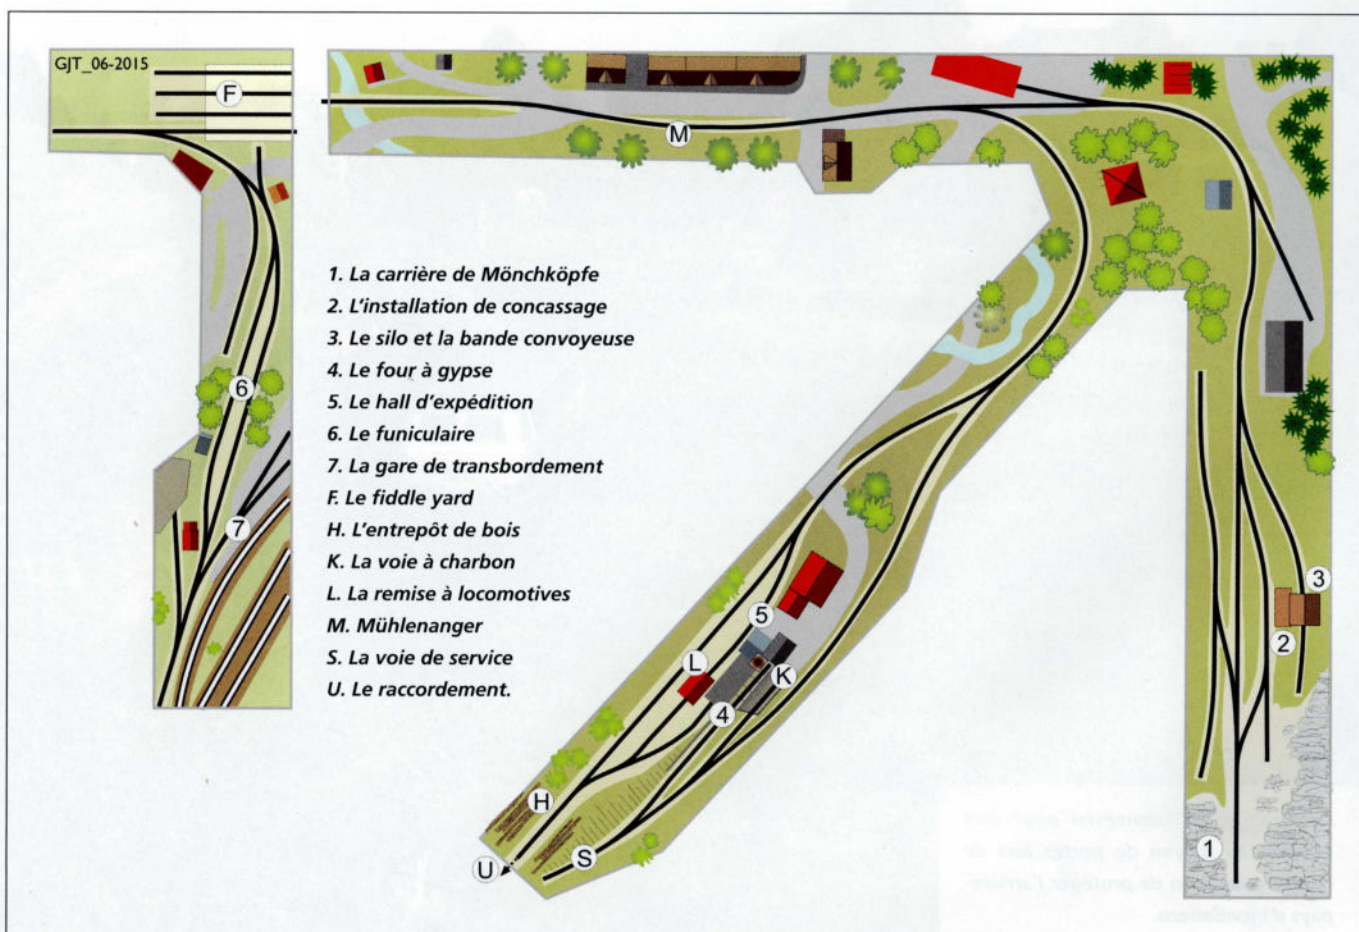 GJT_06-2015
F
M
1. La carrière de Mönchköpfe
2. L'installation de concassage
3. Le silo et la bande convoyeuse
4. Le four à gypse
5. Le hall d'expédition
6. Le funiculaire
7. La gare de transbordement
F. Le fiddle yard
H. L'entrepôt de bois
K. La voie à charbon
L. La remise à locomotives
M. Mühlenanger
S. La voie de service
U. Le raccordement.
6
7
5
L
K
4
H
S
U
3
2
1